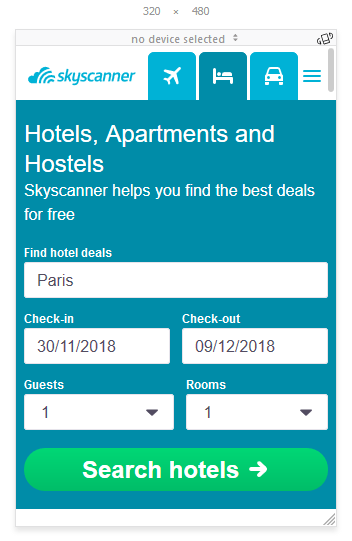 320 × 480
no device selected
skyscanner
Hotels, Apartments and
Hostels
Skyscanner helps you find the best deals
for free
Find hotel deals
Paris
Check-in Check-out
30/11/2018 09/12/2018
Guests Rooms
1 1
Search hotels →